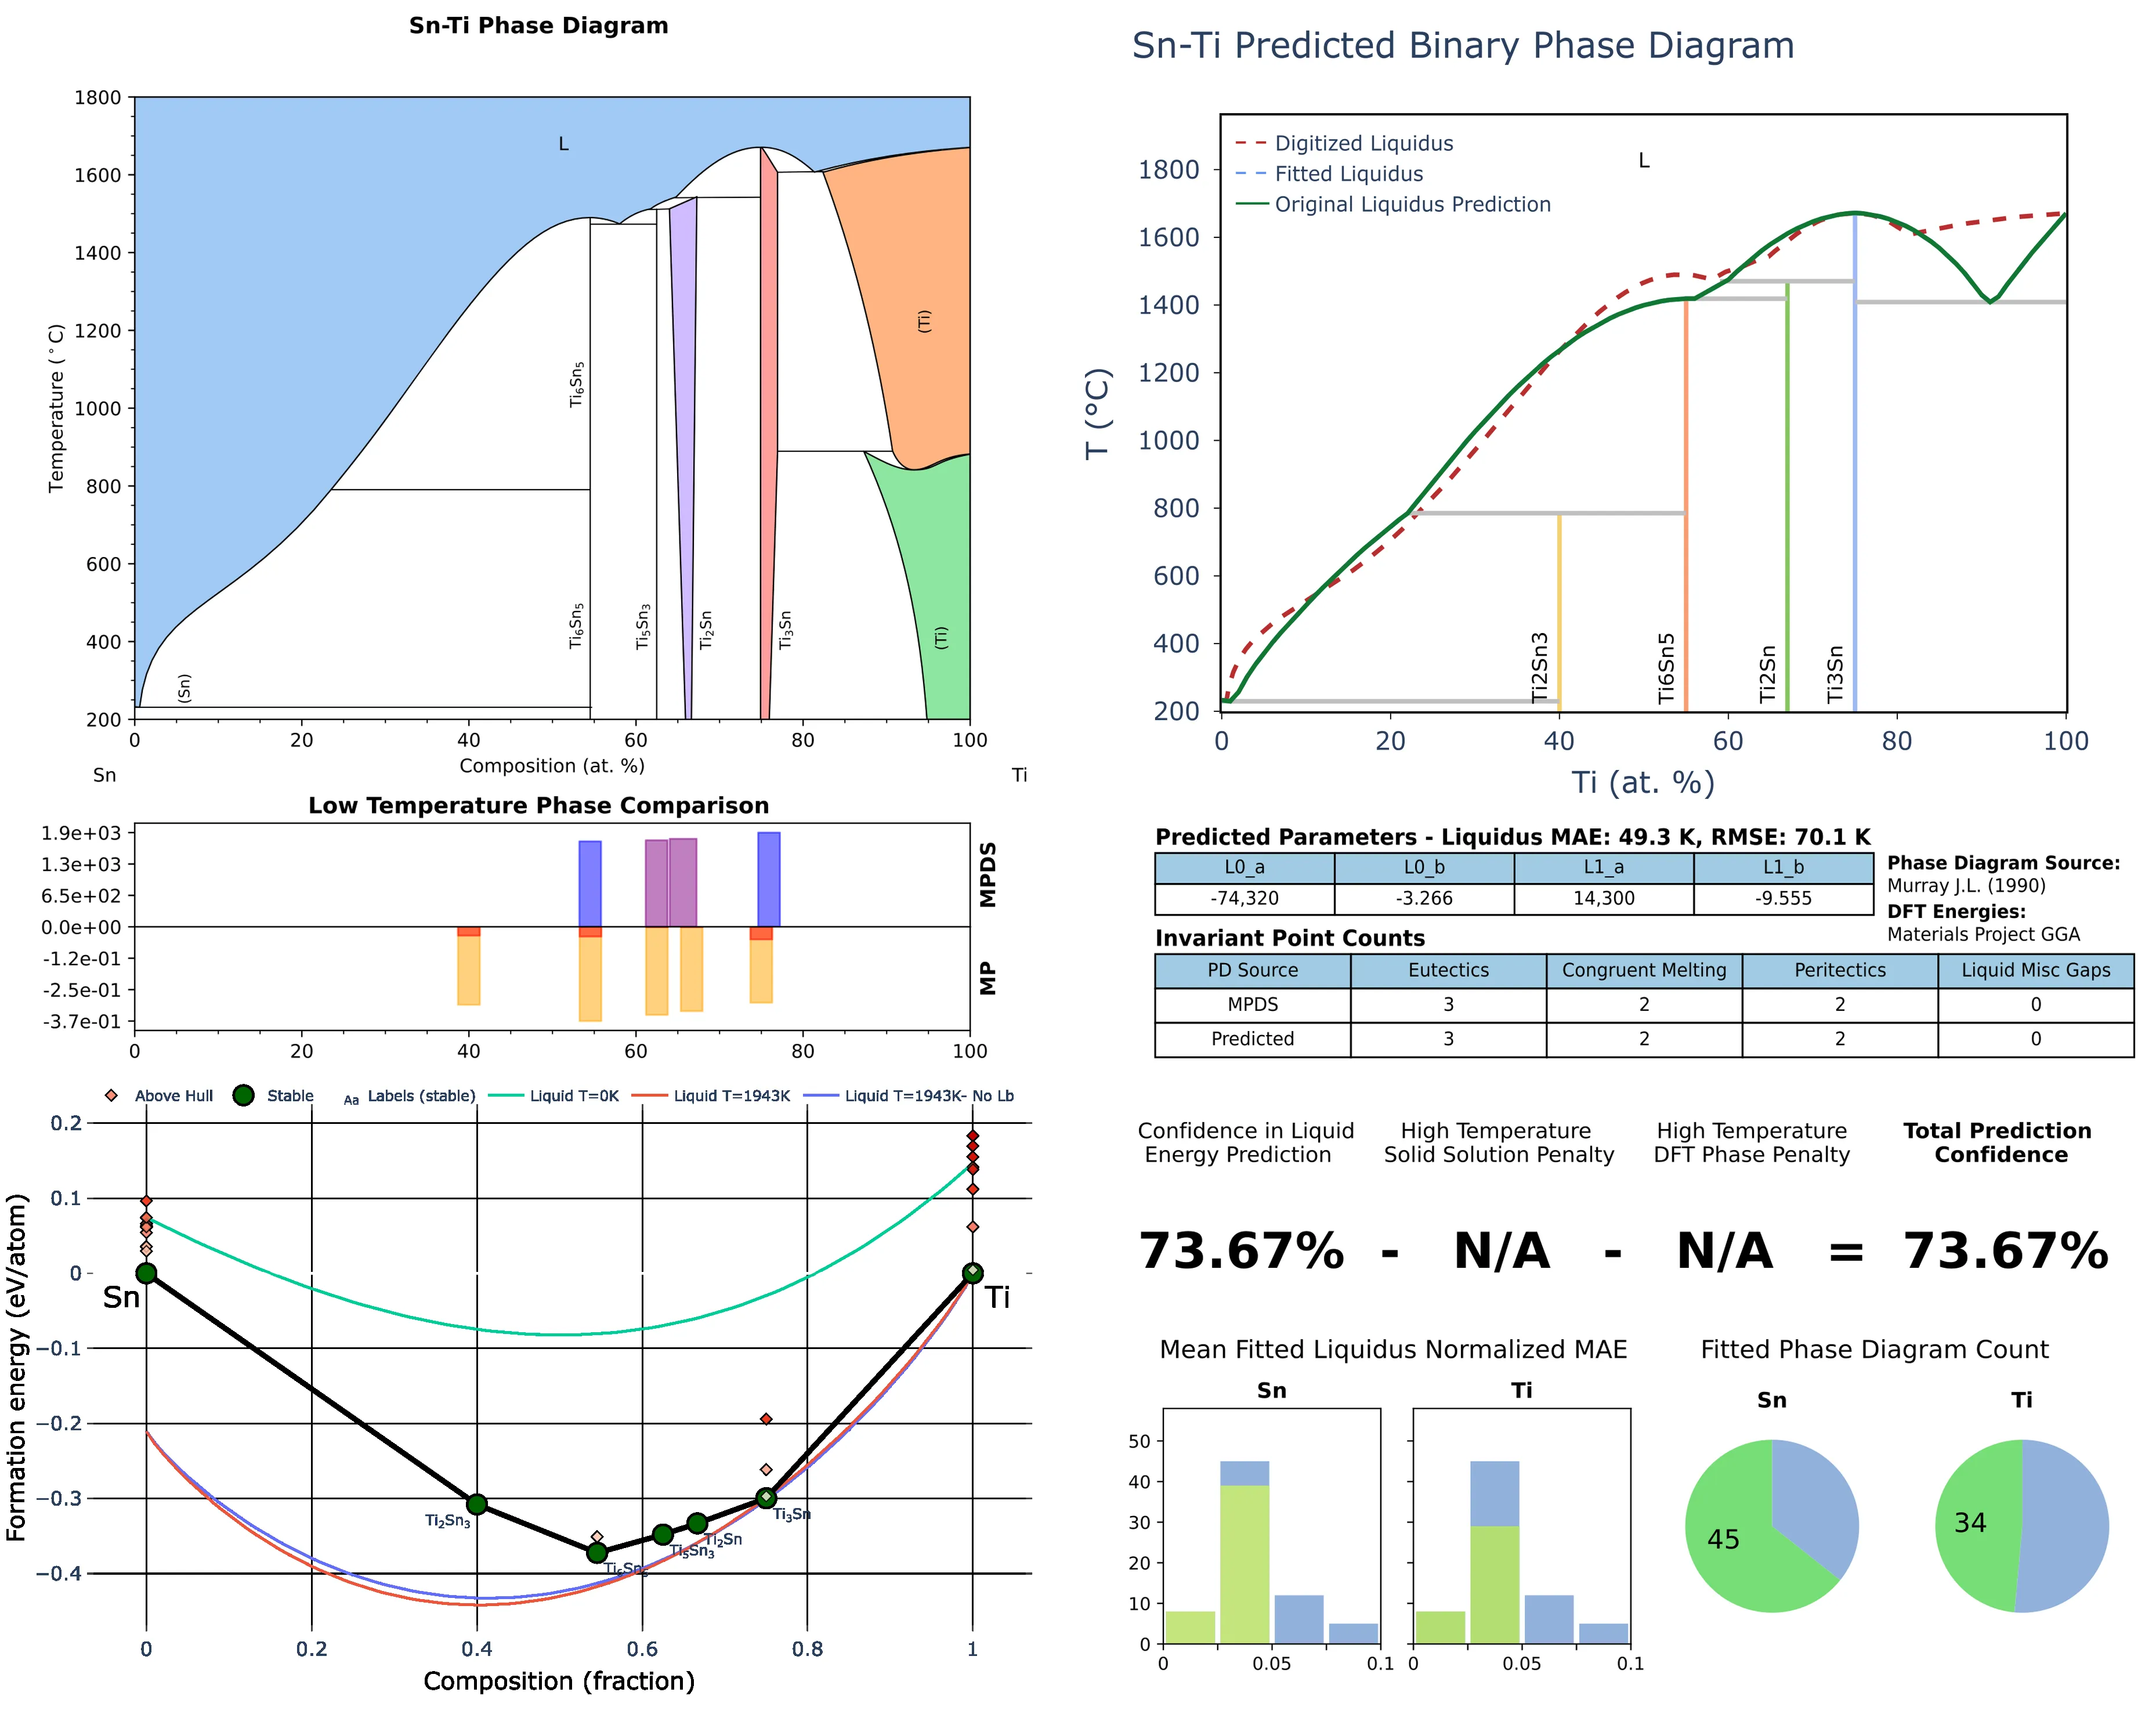 Sn-Ti Phase Diagram
1800
1600
1400
1200
1000
800
600
400
200
Temperature (°C)
L
Ti6Sn5
Ti6Sn5
Ti5Sn3
Ti2Sn
Ti3Sn
(Ti)
(Ti)
(Sn)
0 20 40 60 80 100
Composition (at. %)
Sn Ti
Sn-Ti Predicted Binary Phase Diagram
Digitized Liquidus
Fitted Liquidus
Original Liquidus Prediction
L
1800
1600
1400
1200
1000
800
600
400
200
T (°C)
Ti2Sn3
Ti6Sn5
Ti2Sn
Ti3Sn
0 20 40 60 80 100
Ti (at. %)
Low Temperature Phase Comparison
1.9e+03
1.3e+03
6.5e+02
0.0e+00
-1.2e-01
-2.5e-01
-3.7e-01
MPDS
MP
0 20 40 60 80 100
Predicted Parameters - Liquidus MAE: 49.3 K, RMSE: 70.1 K
L0_a L0_b L1_a L1_b
-74,320 -3.266 14,300 -9.555
Phase Diagram Source:
Murray J.L. (1990)
DFT Energies:
Materials Project GGA
Invariant Point Counts
PD Source Eutectics Congruent Melting Peritectics Liquid Misc Gaps
MPDS 3 2 2 0
Predicted 3 2 2 0
Above Hull Stable Aa Labels (stable) Liquid T=0K Liquid T=1943K Liquid T=1943K- No Lb
0.2
0.1
0
−0.1
−0.2
−0.3
−0.4
Formation energy (eV/atom)
Sn
Ti
Ti2Sn3
Ti6Sn5
Ti5Sn3
Ti2Sn
Ti3Sn
0 0.2 0.4 0.6 0.8 1
Composition (fraction)
Confidence in Liquid
Energy Prediction
High Temperature
Solid Solution Penalty
High Temperature
DFT Phase Penalty
Total Prediction
Confidence
73.67% - N/A - N/A = 73.67%
Mean Fitted Liquidus Normalized MAE
Sn
Ti
50
40
30
20
10
0
0 0.05 0.1
0 0.05 0.1
Fitted Phase Diagram Count
Sn
Ti
45
34